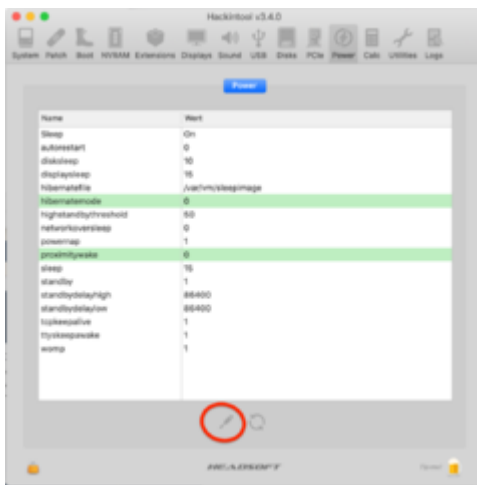 Hackintool v3.4.0
System Patch Boot NVRAM Extensions Displays Sound USB Disks PCIe Power Calc Utilities Logs
Power
Name Wert
Sleep On
autorestart 0
disksleep 10
displaysleep 15
hibernatefile /var/vm/sleepimage
hibernatemode 0
highstandbythreshold 50
networkoversleep 0
powernap 1
proximitywake 0
sleep 15
standby 1
standbydelayhigh 86400
standbydelaylow 86400
tcpkeepalive 1
ttyskeepawake 1
womp 1
HEADSOFT